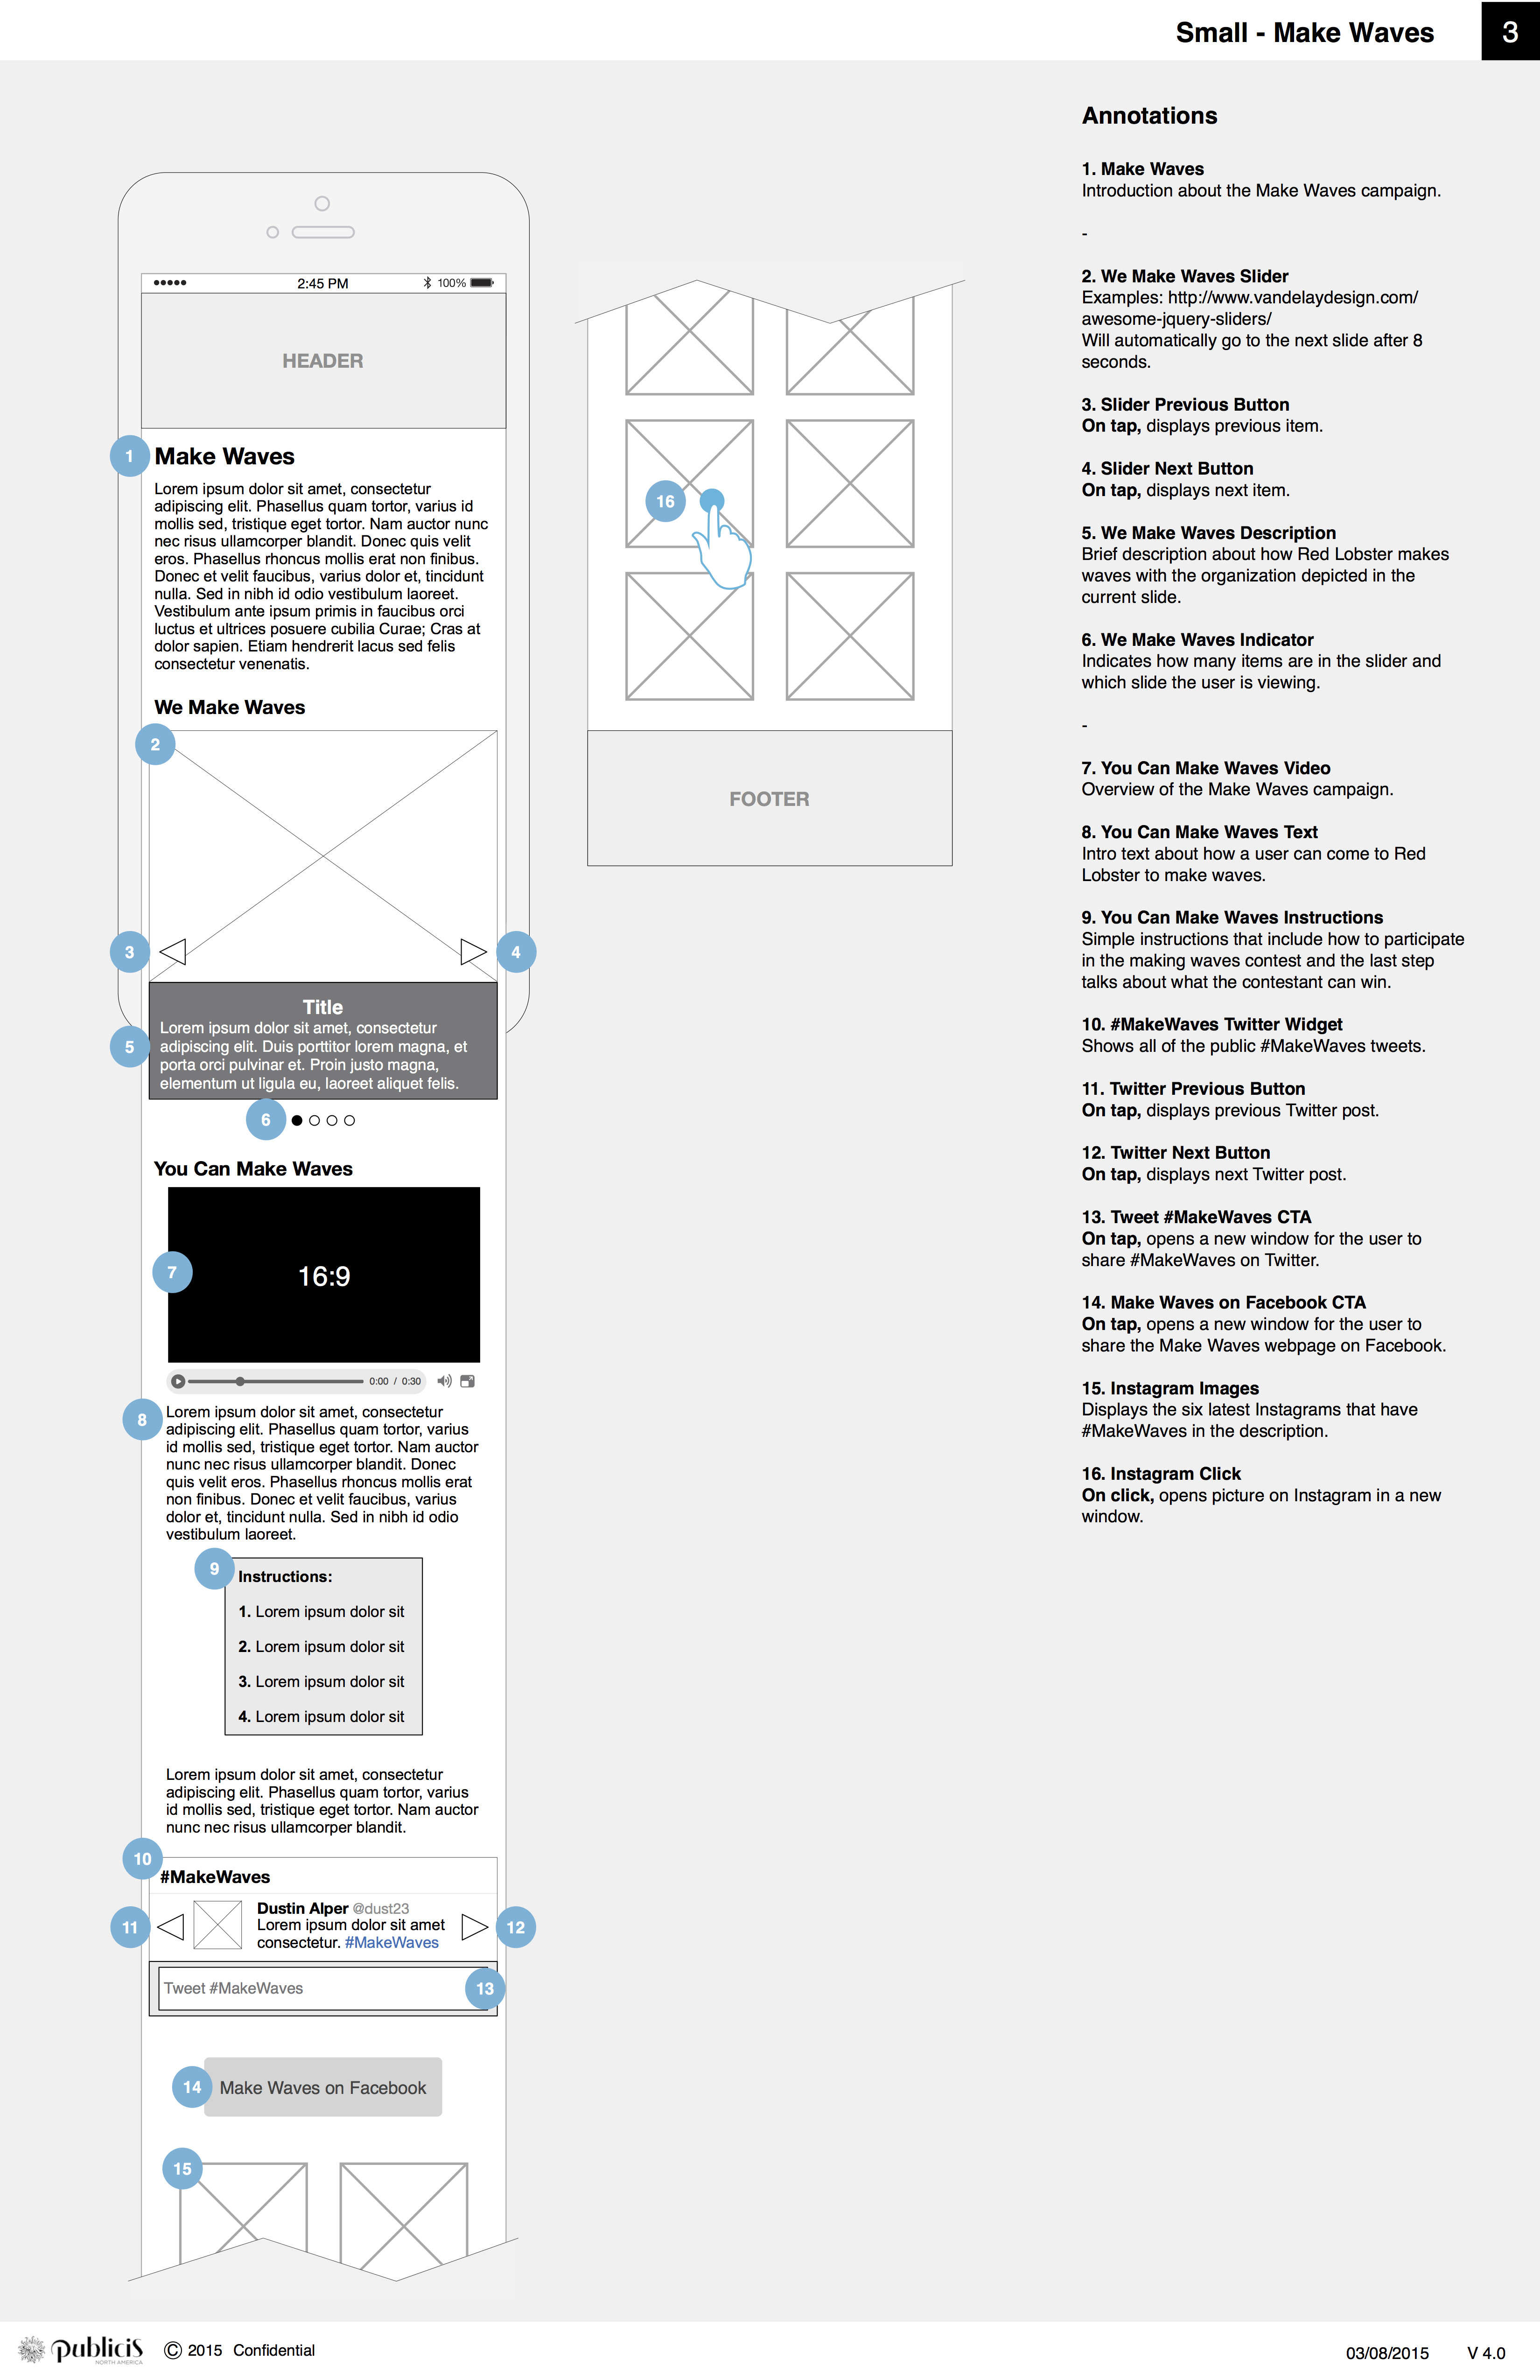 Small - Make Waves
3
2:45 PM
100%
HEADER
1
Make Waves
Lorem ipsum dolor sit amet, consectetur
adipiscing elit. Phasellus quam tortor, varius id
mollis sed, tristique eget tortor. Nam auctor nunc
nec risus ullamcorper blandit. Donec quis velit
eros. Phasellus rhoncus mollis erat non finibus.
Donec et velit faucibus, varius dolor et, tincidunt
nulla. Sed in nibh id odio vestibulum laoreet.
Vestibulum ante ipsum primis in faucibus orci
luctus et ultrices posuere cubilia Curae; Cras at
dolor sapien. Etiam hendrerit lacus sed felis
consectetur venenatis.
We Make Waves
2
3
4
Title
5
Lorem ipsum dolor sit amet, consectetur
adipiscing elit. Duis porttitor lorem magna, et
porta orci pulvinar et. Proin justo magna,
elementum ut ligula eu, laoreet aliquet felis.
6
You Can Make Waves
7
16:9
0:00 / 0:30
8
Lorem ipsum dolor sit amet, consectetur
adipiscing elit. Phasellus quam tortor, varius
id mollis sed, tristique eget tortor. Nam auctor
nunc nec risus ullamcorper blandit. Donec
quis velit eros. Phasellus rhoncus mollis erat
non finibus. Donec et velit faucibus, varius
dolor et, tincidunt nulla. Sed in nibh id odio
vestibulum laoreet.
9
Instructions:
1. Lorem ipsum dolor sit
2. Lorem ipsum dolor sit
3. Lorem ipsum dolor sit
4. Lorem ipsum dolor sit
Lorem ipsum dolor sit amet, consectetur
adipiscing elit. Phasellus quam tortor, varius
id mollis sed, tristique eget tortor. Nam auctor
nunc nec risus ullamcorper blandit.
10
#MakeWaves
11
Dustin Alper @dust23
Lorem ipsum dolor sit amet
consectetur. #MakeWaves
12
Tweet #MakeWaves
13
14
Make Waves on Facebook
15
16
FOOTER
Annotations
1. Make Waves
Introduction about the Make Waves campaign.
-
2. We Make Waves Slider
Examples: http://www.vandelaydesign.com/
awesome-jquery-sliders/
Will automatically go to the next slide after 8
seconds.
3. Slider Previous Button
On tap, displays previous item.
4. Slider Next Button
On tap, displays next item.
5. We Make Waves Description
Brief description about how Red Lobster makes
waves with the organization depicted in the
current slide.
6. We Make Waves Indicator
Indicates how many items are in the slider and
which slide the user is viewing.
-
7. You Can Make Waves Video
Overview of the Make Waves campaign.
8. You Can Make Waves Text
Intro text about how a user can come to Red
Lobster to make waves.
9. You Can Make Waves Instructions
Simple instructions that include how to participate
in the making waves contest and the last step
talks about what the contestant can win.
10. #MakeWaves Twitter Widget
Shows all of the public #MakeWaves tweets.
11. Twitter Previous Button
On tap, displays previous Twitter post.
12. Twitter Next Button
On tap, displays next Twitter post.
13. Tweet #MakeWaves CTA
On tap, opens a new window for the user to
share #MakeWaves on Twitter.
14. Make Waves on Facebook CTA
On tap, opens a new window for the user to
share the Make Waves webpage on Facebook.
15. Instagram Images
Displays the six latest Instagrams that have
#MakeWaves in the description.
16. Instagram Click
On click, opens picture on Instagram in a new
window.
publicis
NORTH AMERICA
© 2015 Confidential
03/08/2015 V 4.0